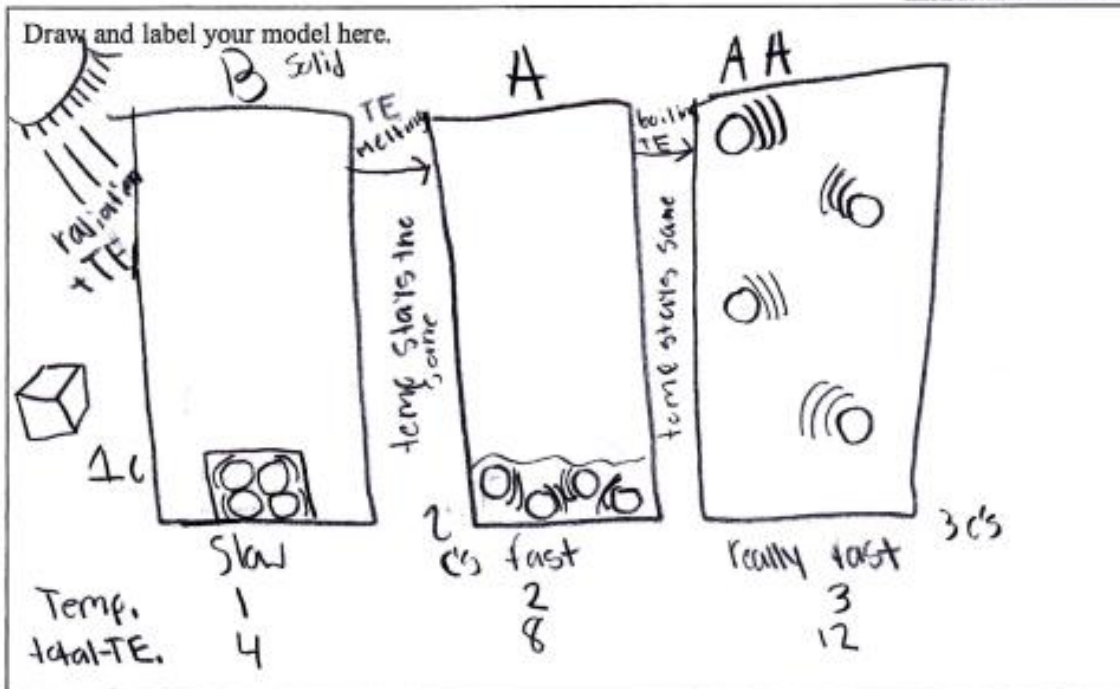 Draw and label your model here.
B solid
A
A A
TE
melting
boiling
TE
radiation
+ TE
temp stays the
same
temp stays same
1c
2
c's
3 c's
Slow
fast
really fast
Temp. 1 2 3
total-TE. 4 8 12